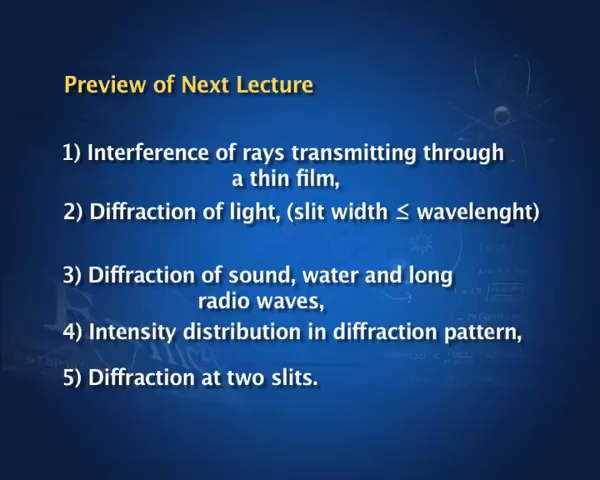 Preview of Next Lecture
1) Interference of rays transmitting through
a thin film,
2) Diffraction of light, (slit width ≤ wavelenght)
3) Diffraction of sound, water and long
radio waves,
4) Intensity distribution in diffraction pattern,
5) Diffraction at two slits.